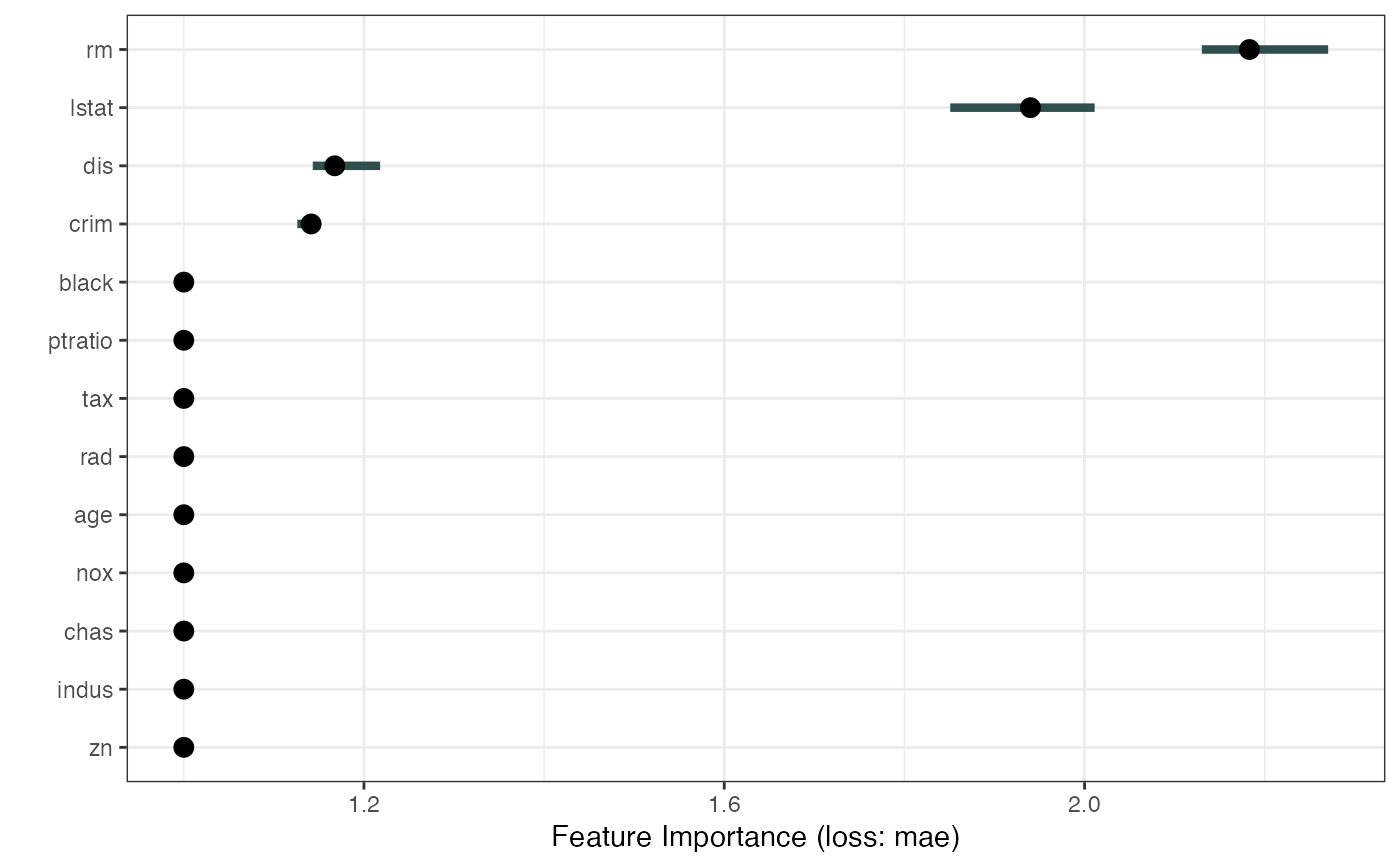 rm
lstat
dis
crim
black
ptratio
tax
rad
age
nox
chas
indus
zn
1.2 1.6 2.0
Feature Importance (loss: mae)